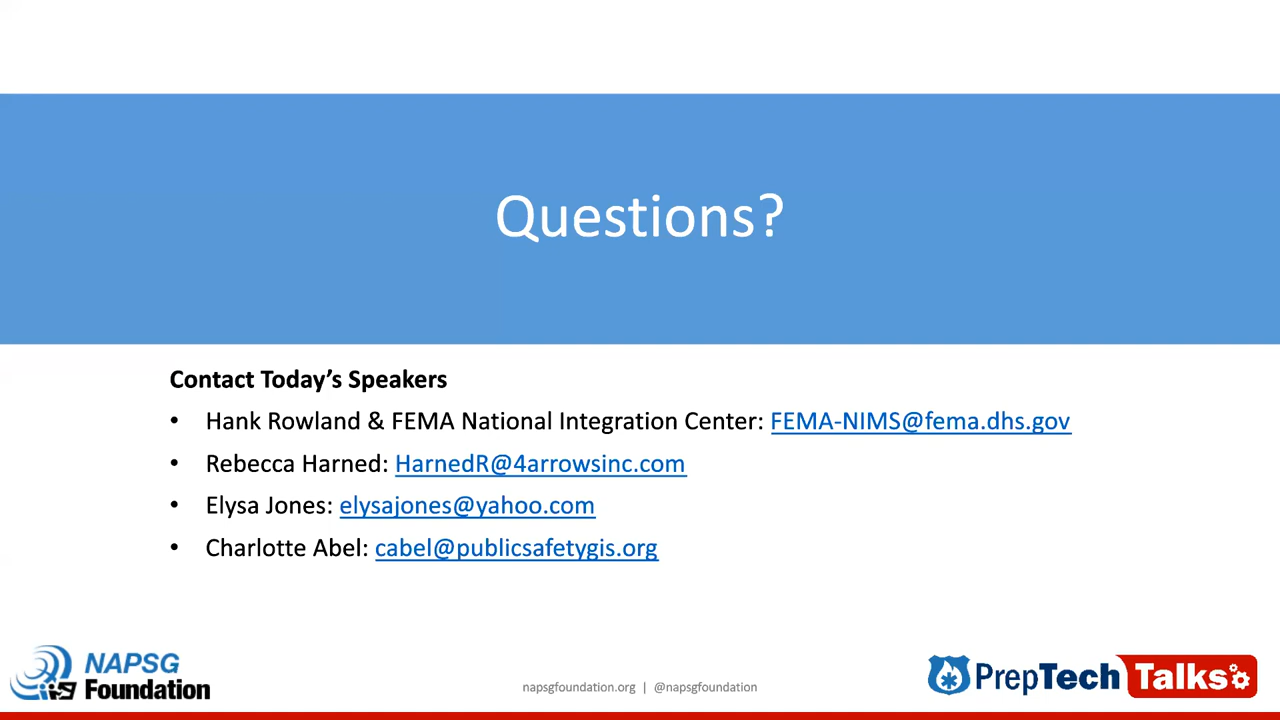 Questions?
Contact Today’s Speakers
• Hank Rowland & FEMA National Integration Center: FEMA-NIMS@fema.dhs.gov
• Rebecca Harned: HarnedR@4arrowsinc.com
• Elysa Jones: elysajones@yahoo.com
• Charlotte Abel: cabel@publicsafetygis.org
NAPSG
Foundation
napsgfoundation.org | @napsgfoundation
PrepTech Talks